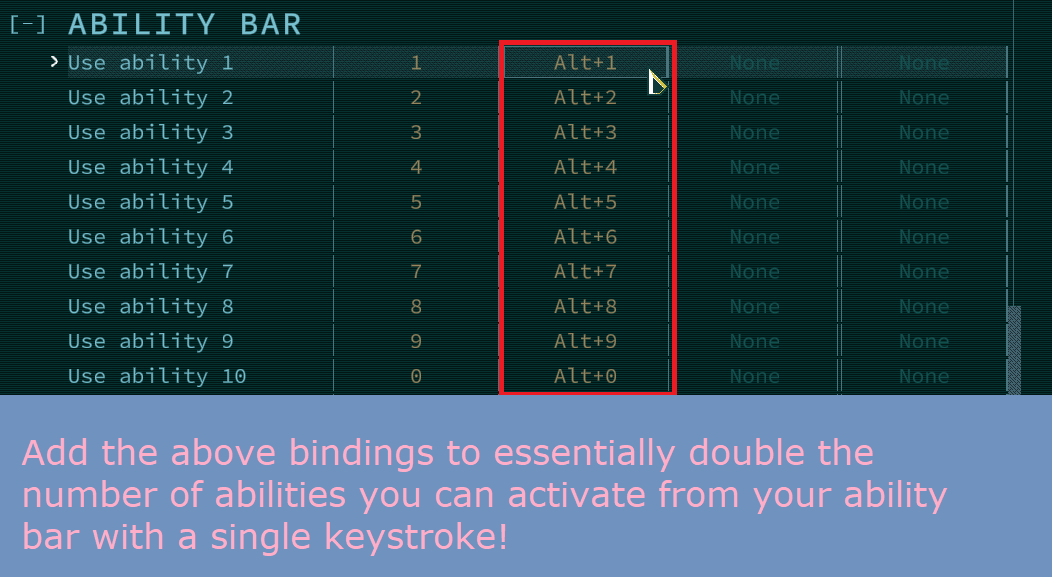 [-] ABILITY BAR
Use ability 1 1 Alt+1 None None
Use ability 2 2 Alt+2 None None
Use ability 3 3 Alt+3 None None
Use ability 4 4 Alt+4 None None
Use ability 5 5 Alt+5 None None
Use ability 6 6 Alt+6 None None
Use ability 7 7 Alt+7 None None
Use ability 8 8 Alt+8 None None
Use ability 9 9 Alt+9 None None
Use ability 10 0 Alt+0 None None
Add the above bindings to essentially double the
number of abilities you can activate from your ability
bar with a single keystroke!